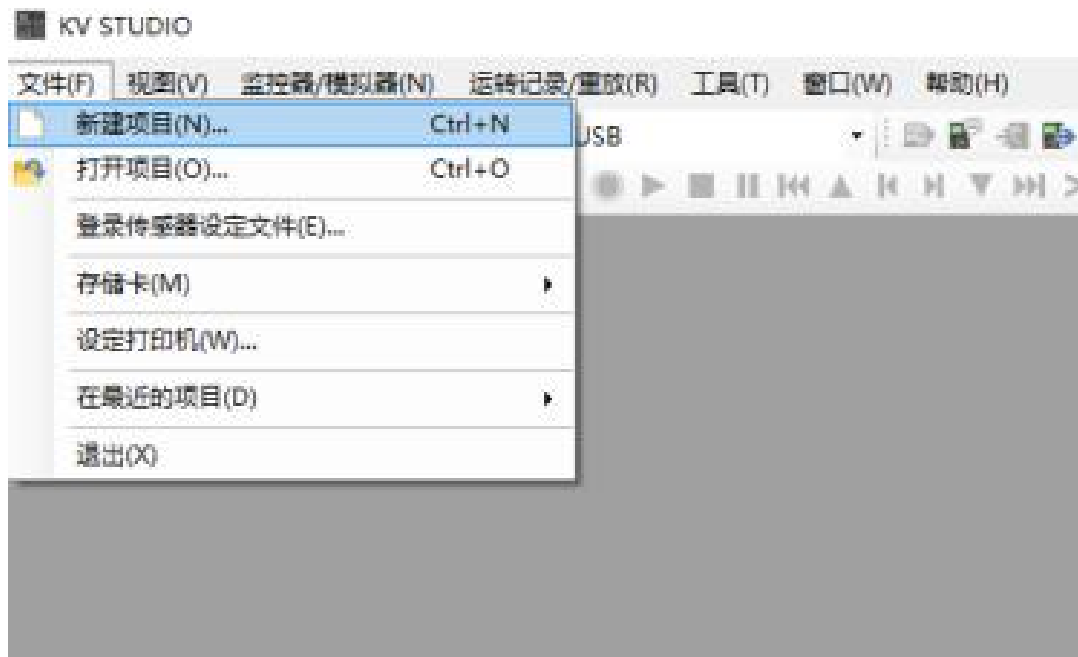 KV STUDIO
文件(F) 视图(V) 监控器/模拟器(N) 运转记录/重放(R) 工具(T) 窗口(W) 帮助(H)
新建项目(N)... Ctrl+N
USB
打开项目(O)... Ctrl+O
登录传感器设定文件(E)...
存储卡(M)
设定打印机(W)...
在最近的项目(D)
退出(X)